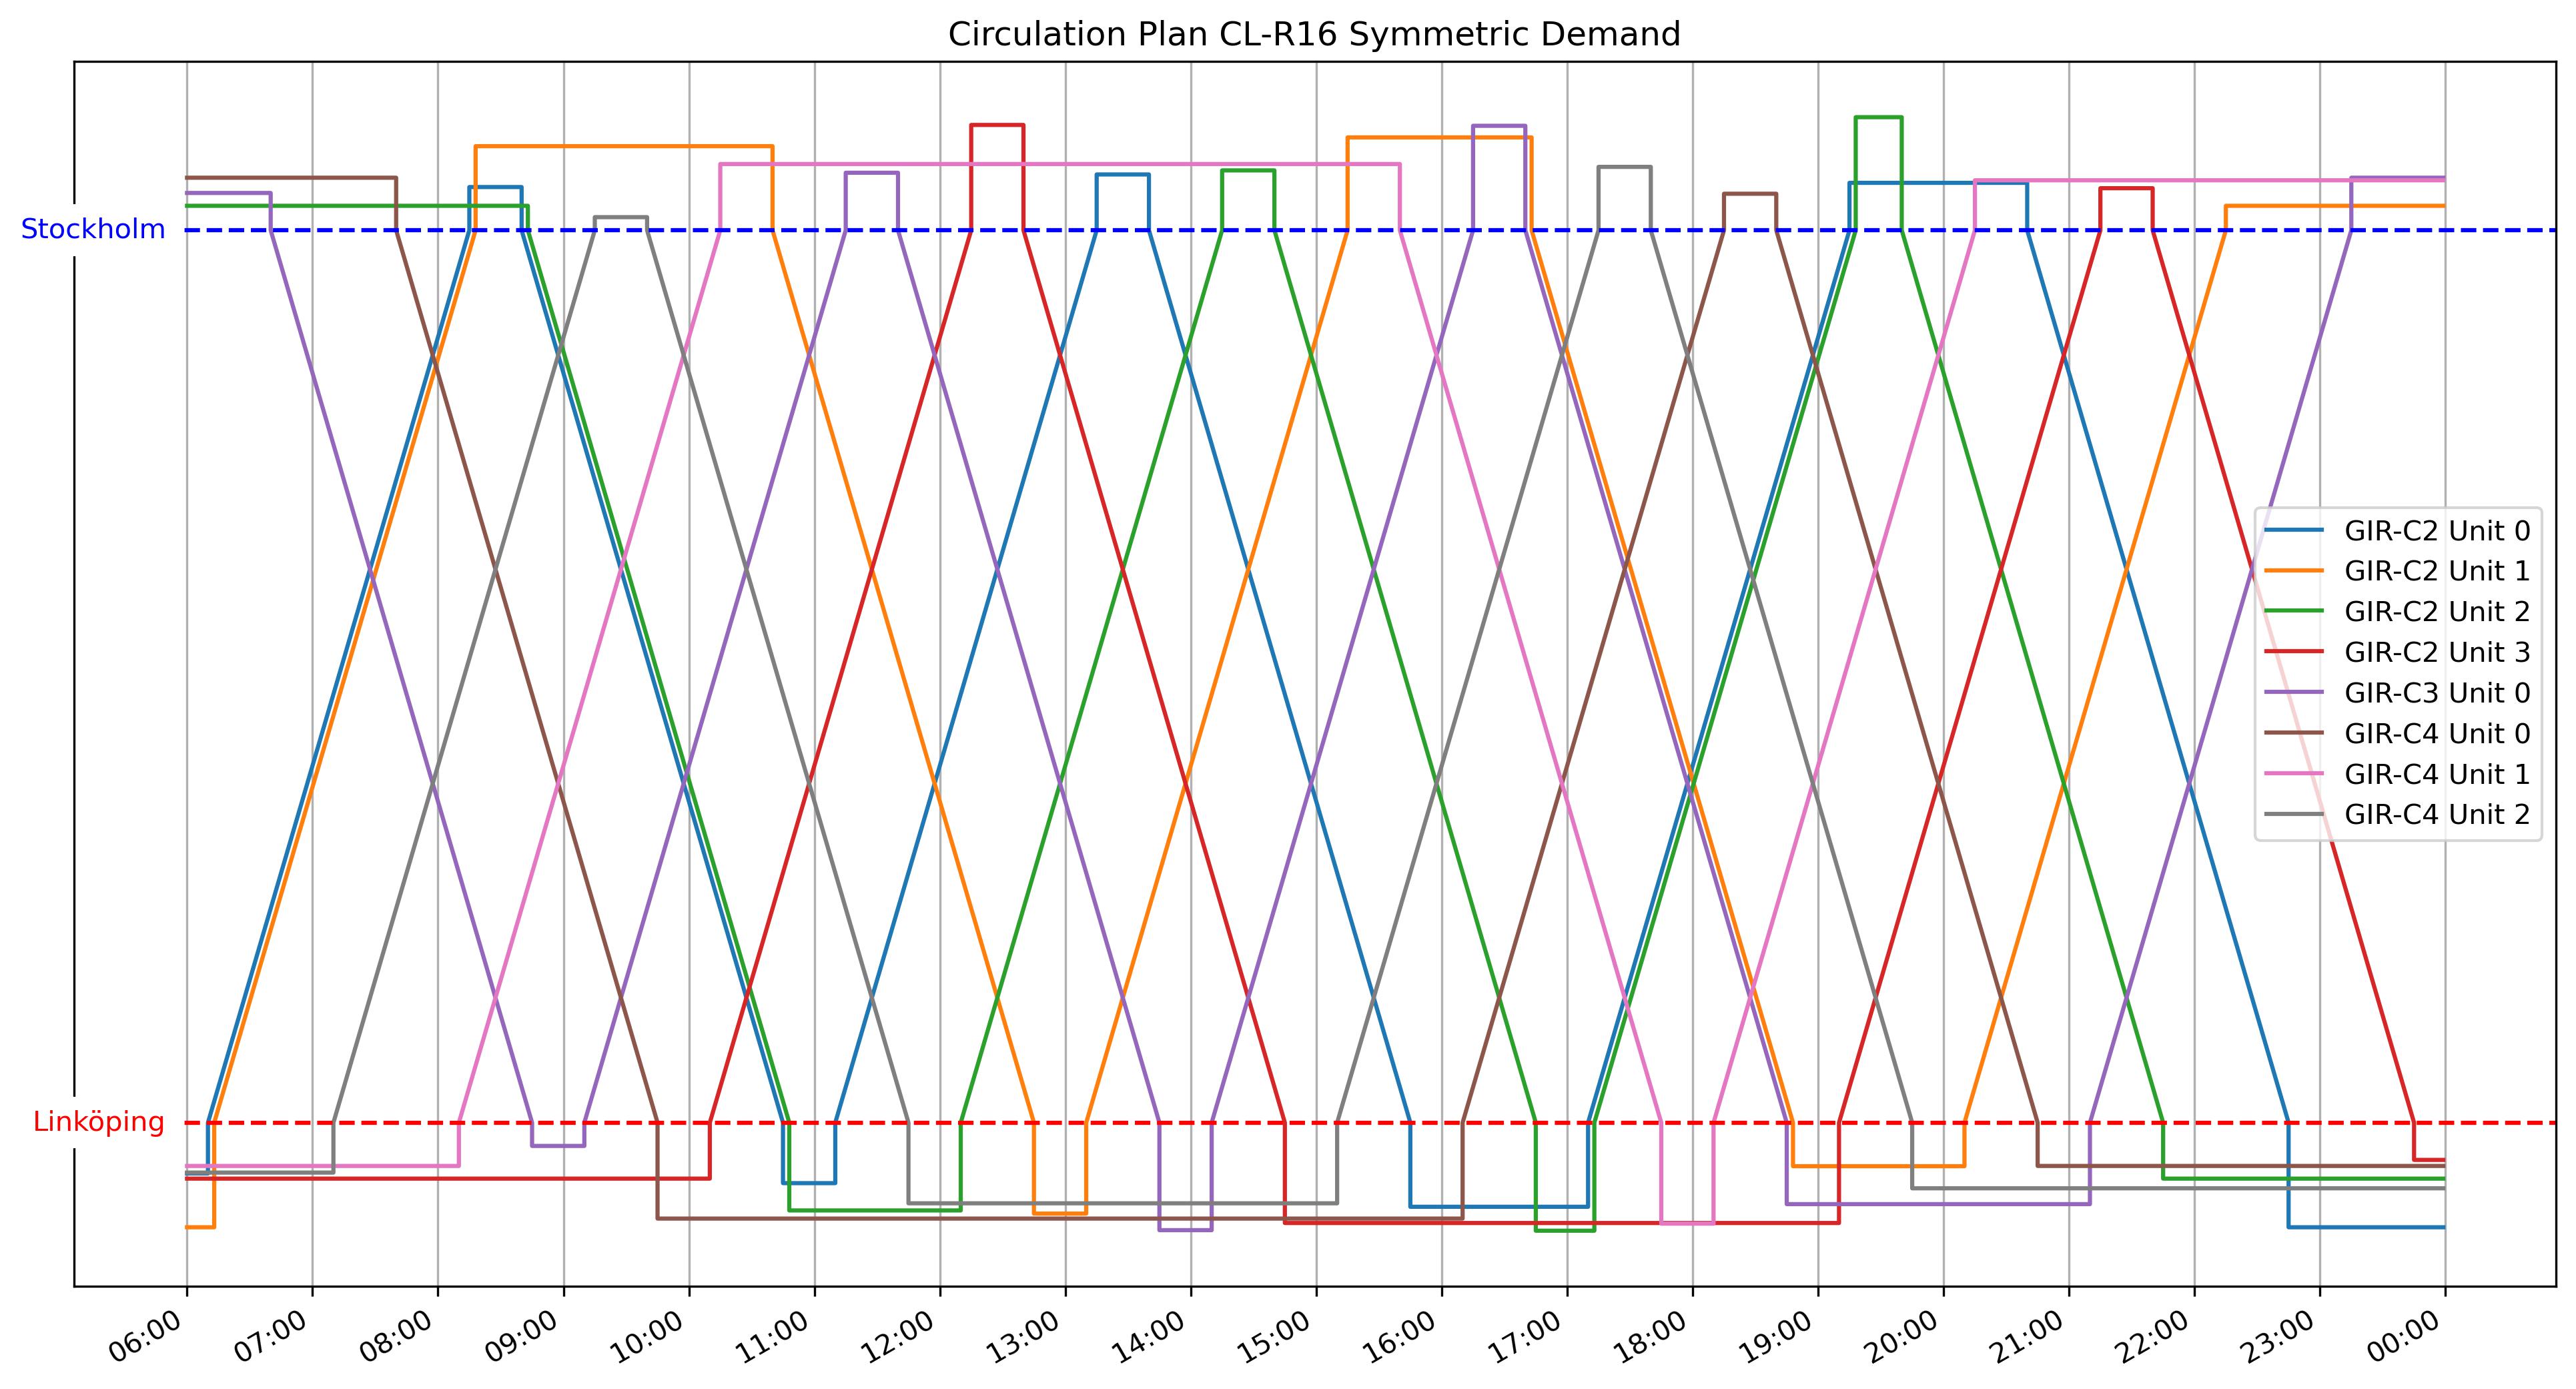 Circulation Plan CL-R16 Symmetric Demand
Stockholm
Linköping
GIR-C2 Unit 0
GIR-C2 Unit 1
GIR-C2 Unit 2
GIR-C2 Unit 3
GIR-C3 Unit 0
GIR-C4 Unit 0
GIR-C4 Unit 1
GIR-C4 Unit 2
06:00 07:00 08:00 09:00 10:00 11:00 12:00 13:00 14:00 15:00 16:00 17:00 18:00 19:00 20:00 21:00 22:00 23:00 00:00